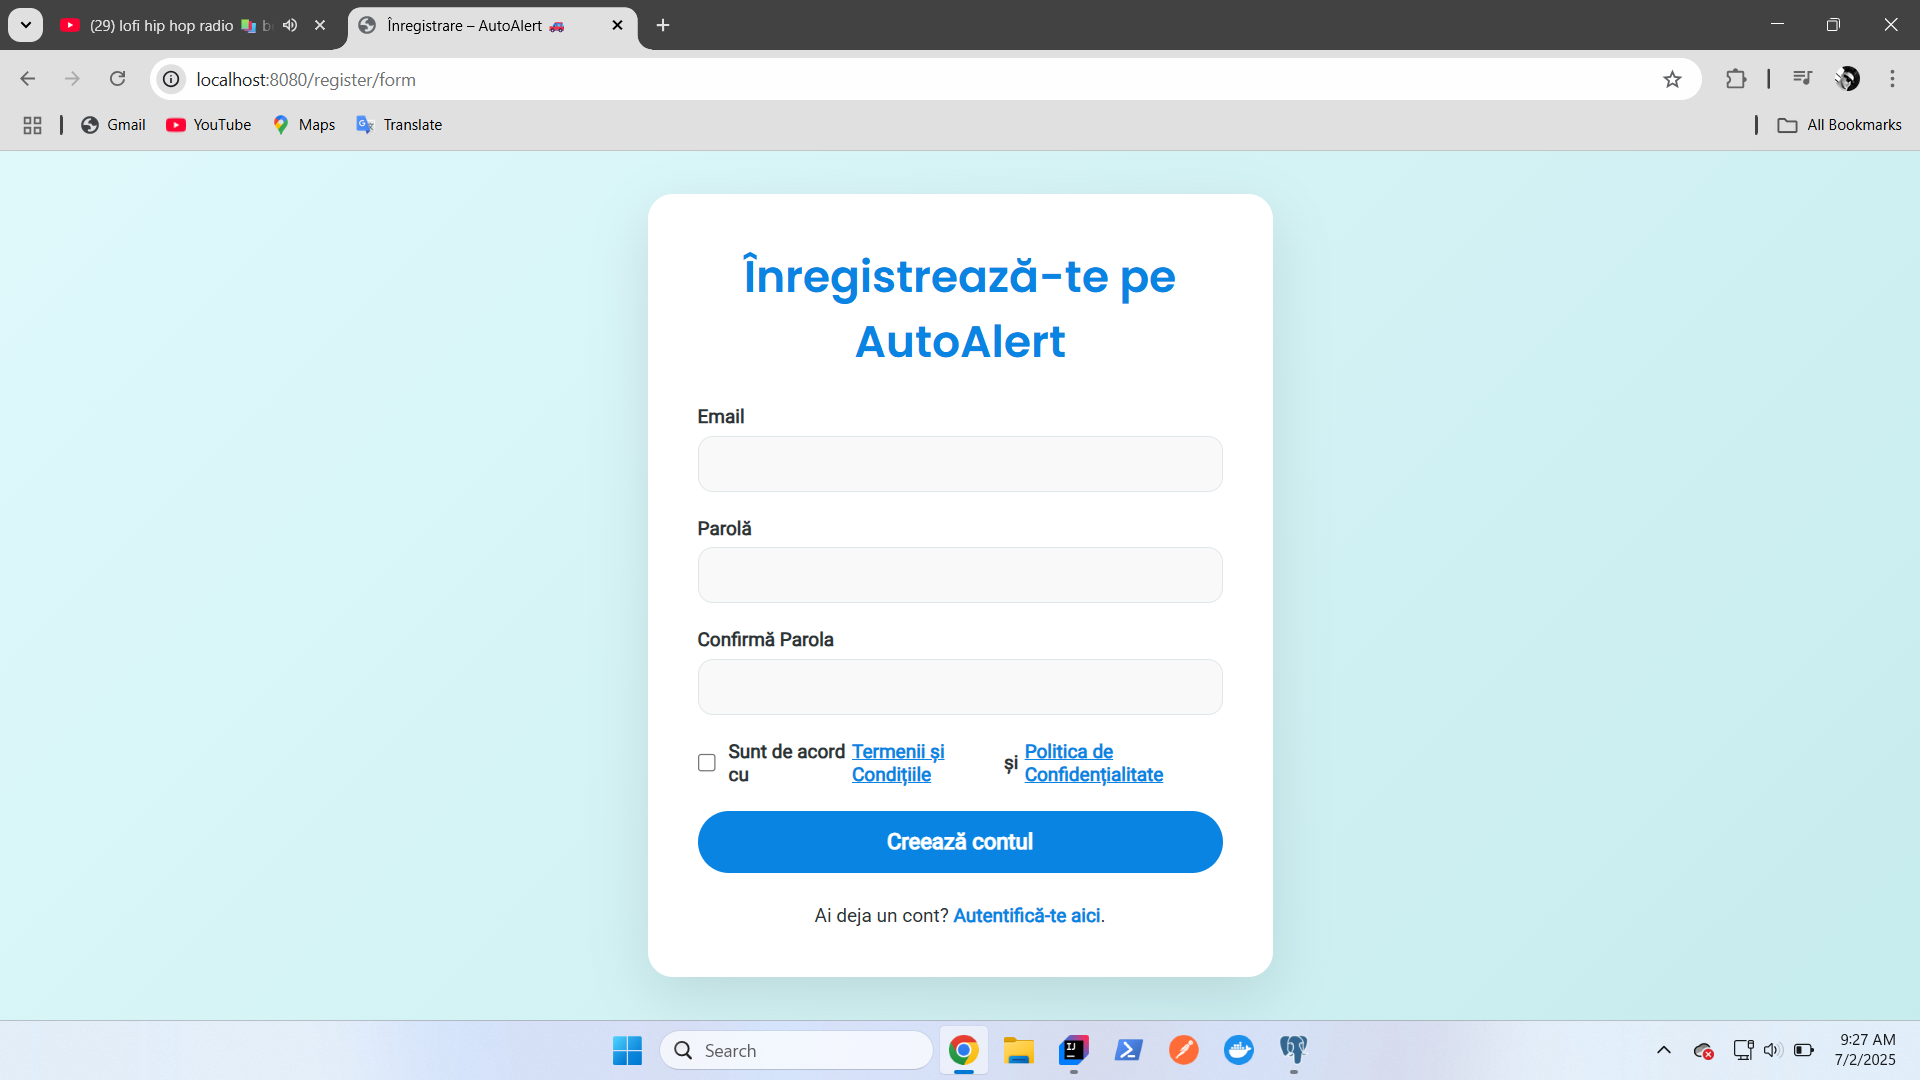 (29) lofi hip hop radio
Înregistrare – AutoAlert
localhost:8080/register/form
Gmail
YouTube
Maps
Translate
All Bookmarks
Înregistrează-te pe
AutoAlert
Email
Parolă
Confirmă Parola
Sunt de acord cu
Termenii și Condițiile
și
Politica de Confidențialitate
Creează contul
Ai deja un cont? Autentifică-te aici.
Search
9:27 AM
7/2/2025